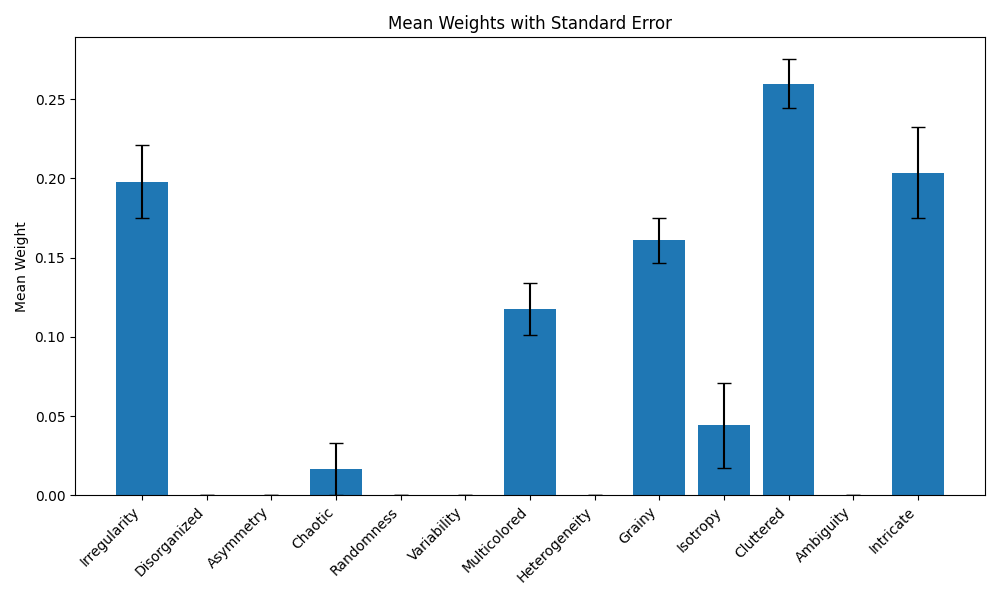 Mean Weights with Standard Error
Mean Weight
0.25
0.20
0.15
0.10
0.05
0.00
Irregularity
Disorganized
Asymmetry
Chaotic
Randomness
Variability
Multicolored
Heterogeneity
Grainy
Isotropy
Cluttered
Ambiguity
Intricate